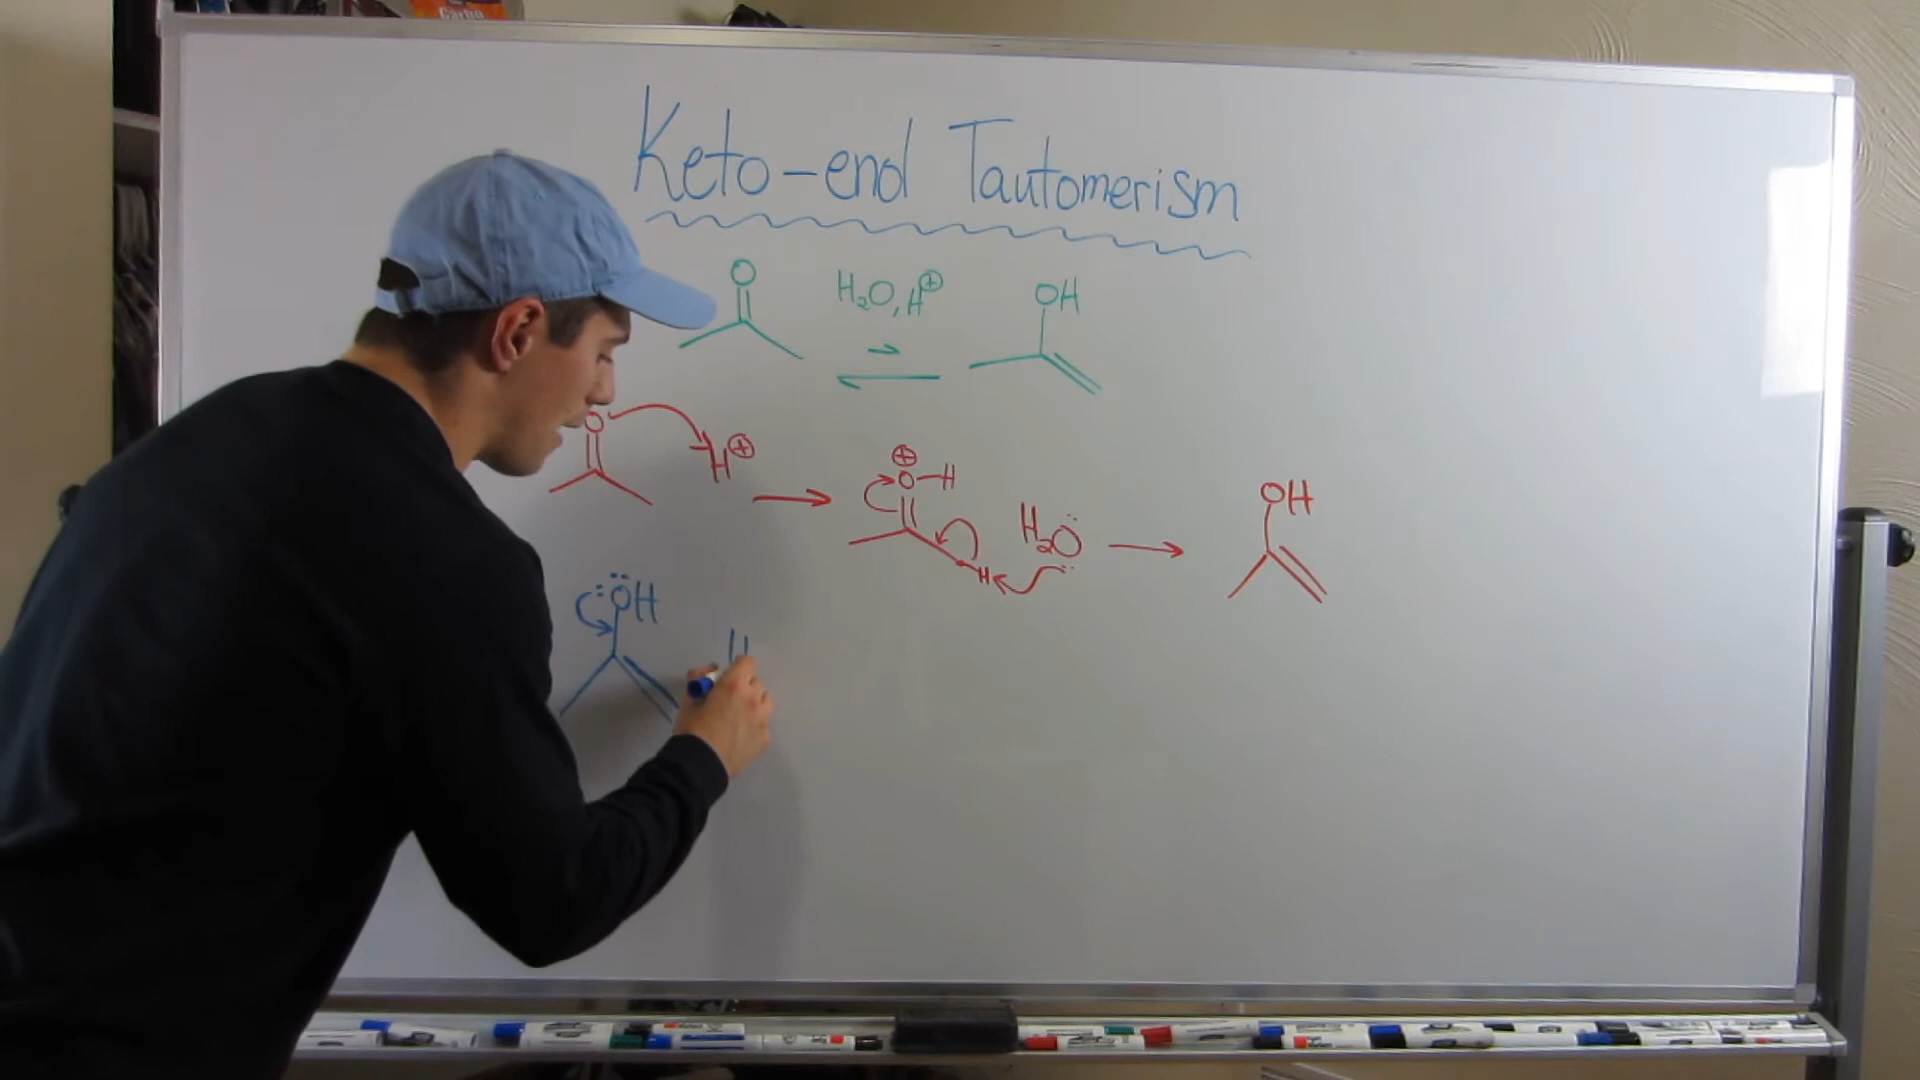 Keto-enol Tautomerism
O H₂O, H⊕ OH
O H⊕ ⊕ O-H H₂O H OH
OH H